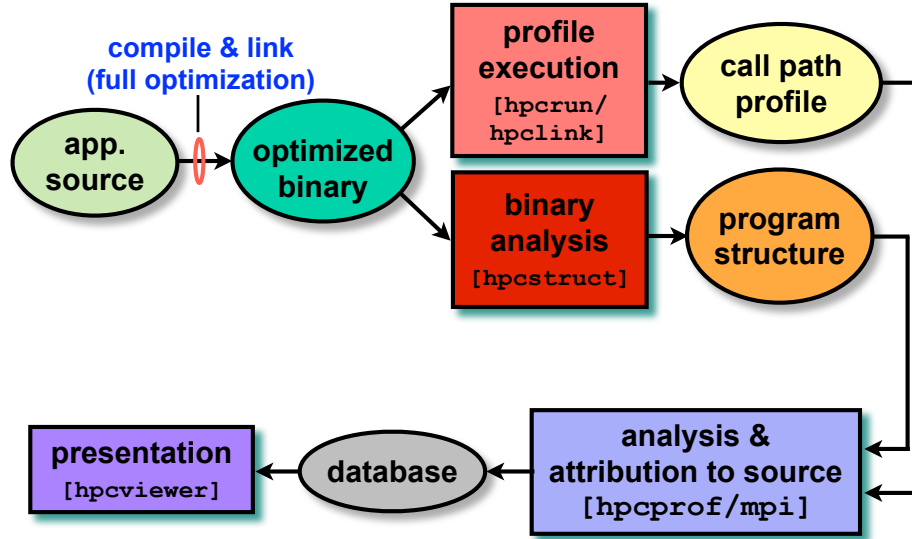 compile & link
(full optimization)
app.
source
optimized
binary
profile
execution
[hpcrun/
hpclink]
call path
profile
binary
analysis
[hpcstruct]
program
structure
presentation
[hpcviewer]
database
analysis &
attribution to source
[hpcprof/mpi]